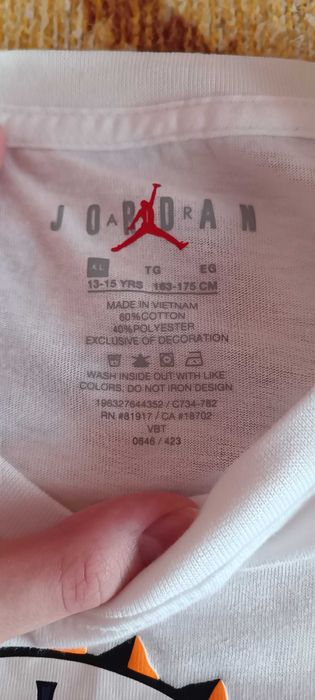 JORDAN
AIR
XL TG EG
13-15 YRS 163-175 CM
MADE IN VIETNAM
60%COTTON
40%POLYESTER
EXCLUSIVE OF DECORATION
WASH INSIDE OUT WITH LIKE
COLORS, DO NOT IRON DESIGN
196327644352 / C734-782
RN #81917 / CA #18702
VBT
0846 / 423